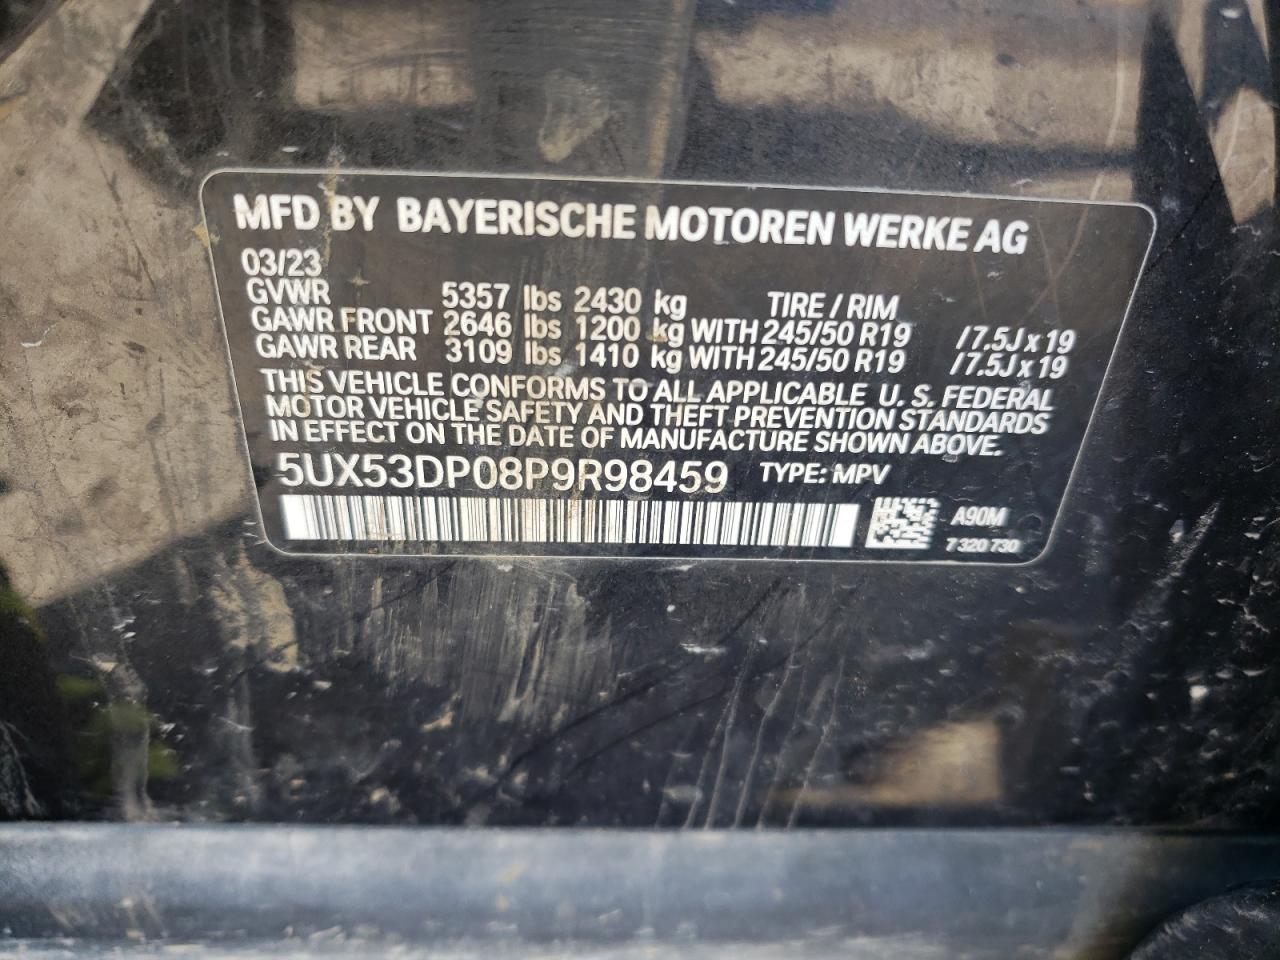 MFD BY BAYERISCHE MOTOREN WERKE AG
03/23
GVWR 5357 lbs 2430 kg TIRE / RIM
GAWR FRONT 2646 lbs 1200 kg WITH 245/50 R19 /7.5J x 19
GAWR REAR 3109 lbs 1410 kg WITH 245/50 R19 /7.5J x 19
THIS VEHICLE CONFORMS TO ALL APPLICABLE U. S. FEDERAL
MOTOR VEHICLE SAFETY AND THEFT PREVENTION STANDARDS
IN EFFECT ON THE DATE OF MANUFACTURE SHOWN ABOVE.
5UX53DP08P9R98459 TYPE: MPV
A90M
7 320 730